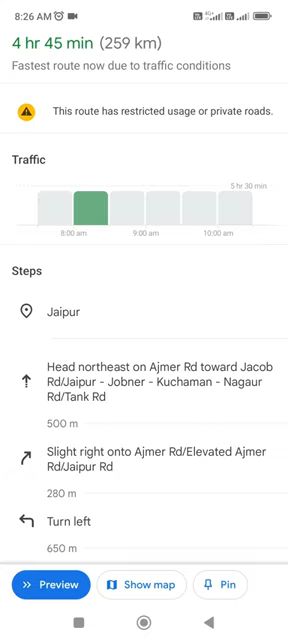 8:26 AM
4 hr 45 min (259 km)
Fastest route now due to traffic conditions
This route has restricted usage or private roads.
Traffic
5 hr 30 min
8:00 am 9:00 am 10:00 am
Steps
Jaipur
Head northeast on Ajmer Rd toward Jacob
Rd/Jaipur - Jobner - Kuchaman - Nagaur
Rd/Tank Rd
500 m
Slight right onto Ajmer Rd/Elevated Ajmer
Rd/Jaipur Rd
280 m
Turn left
650 m
Preview Show map Pin